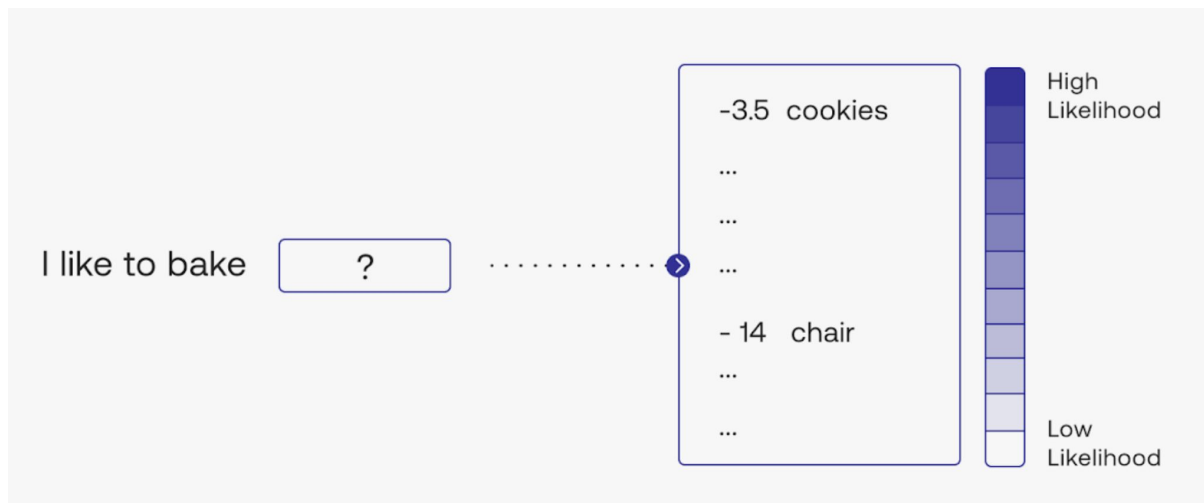 I like to bake ?
-3.5 cookies
...
...
...
- 14 chair
...
...
High
Likelihood
Low
Likelihood